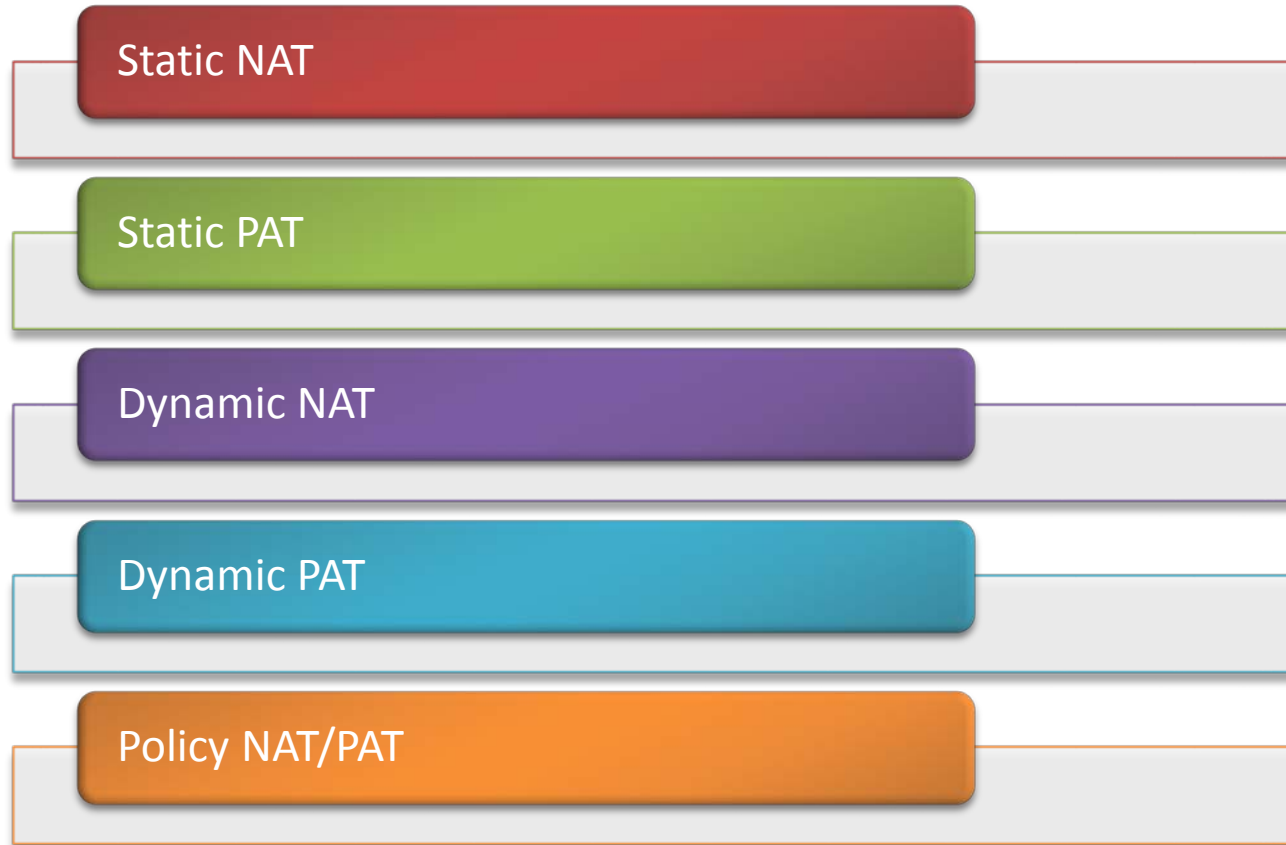 Static NAT
Static PAT
Dynamic NAT
Dynamic PAT
Policy NAT/PAT